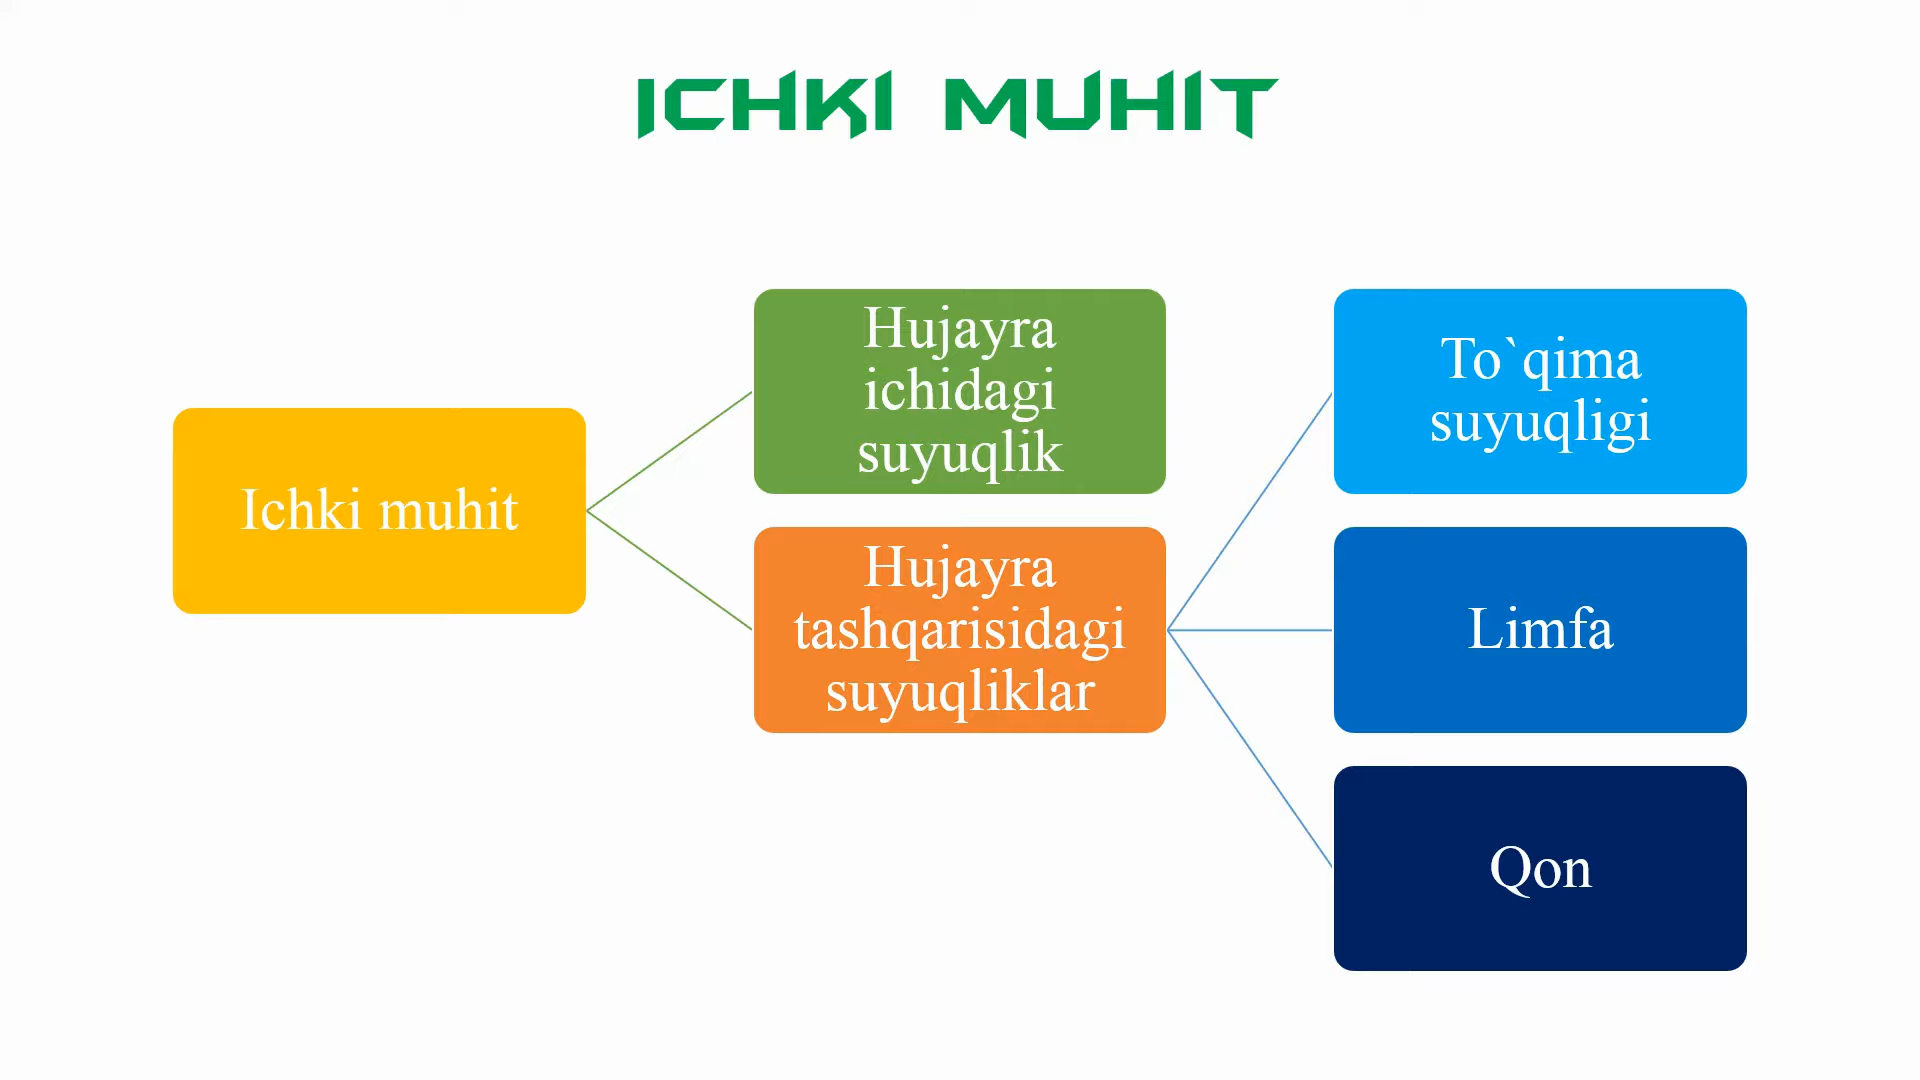 ICHKI MUHIT
Ichki muhit
Hujayra
ichidagi
suyuqlik
Hujayra
tashqarisidagi
suyuqliklar
To`qima
suyuqligi
Limfa
Qon